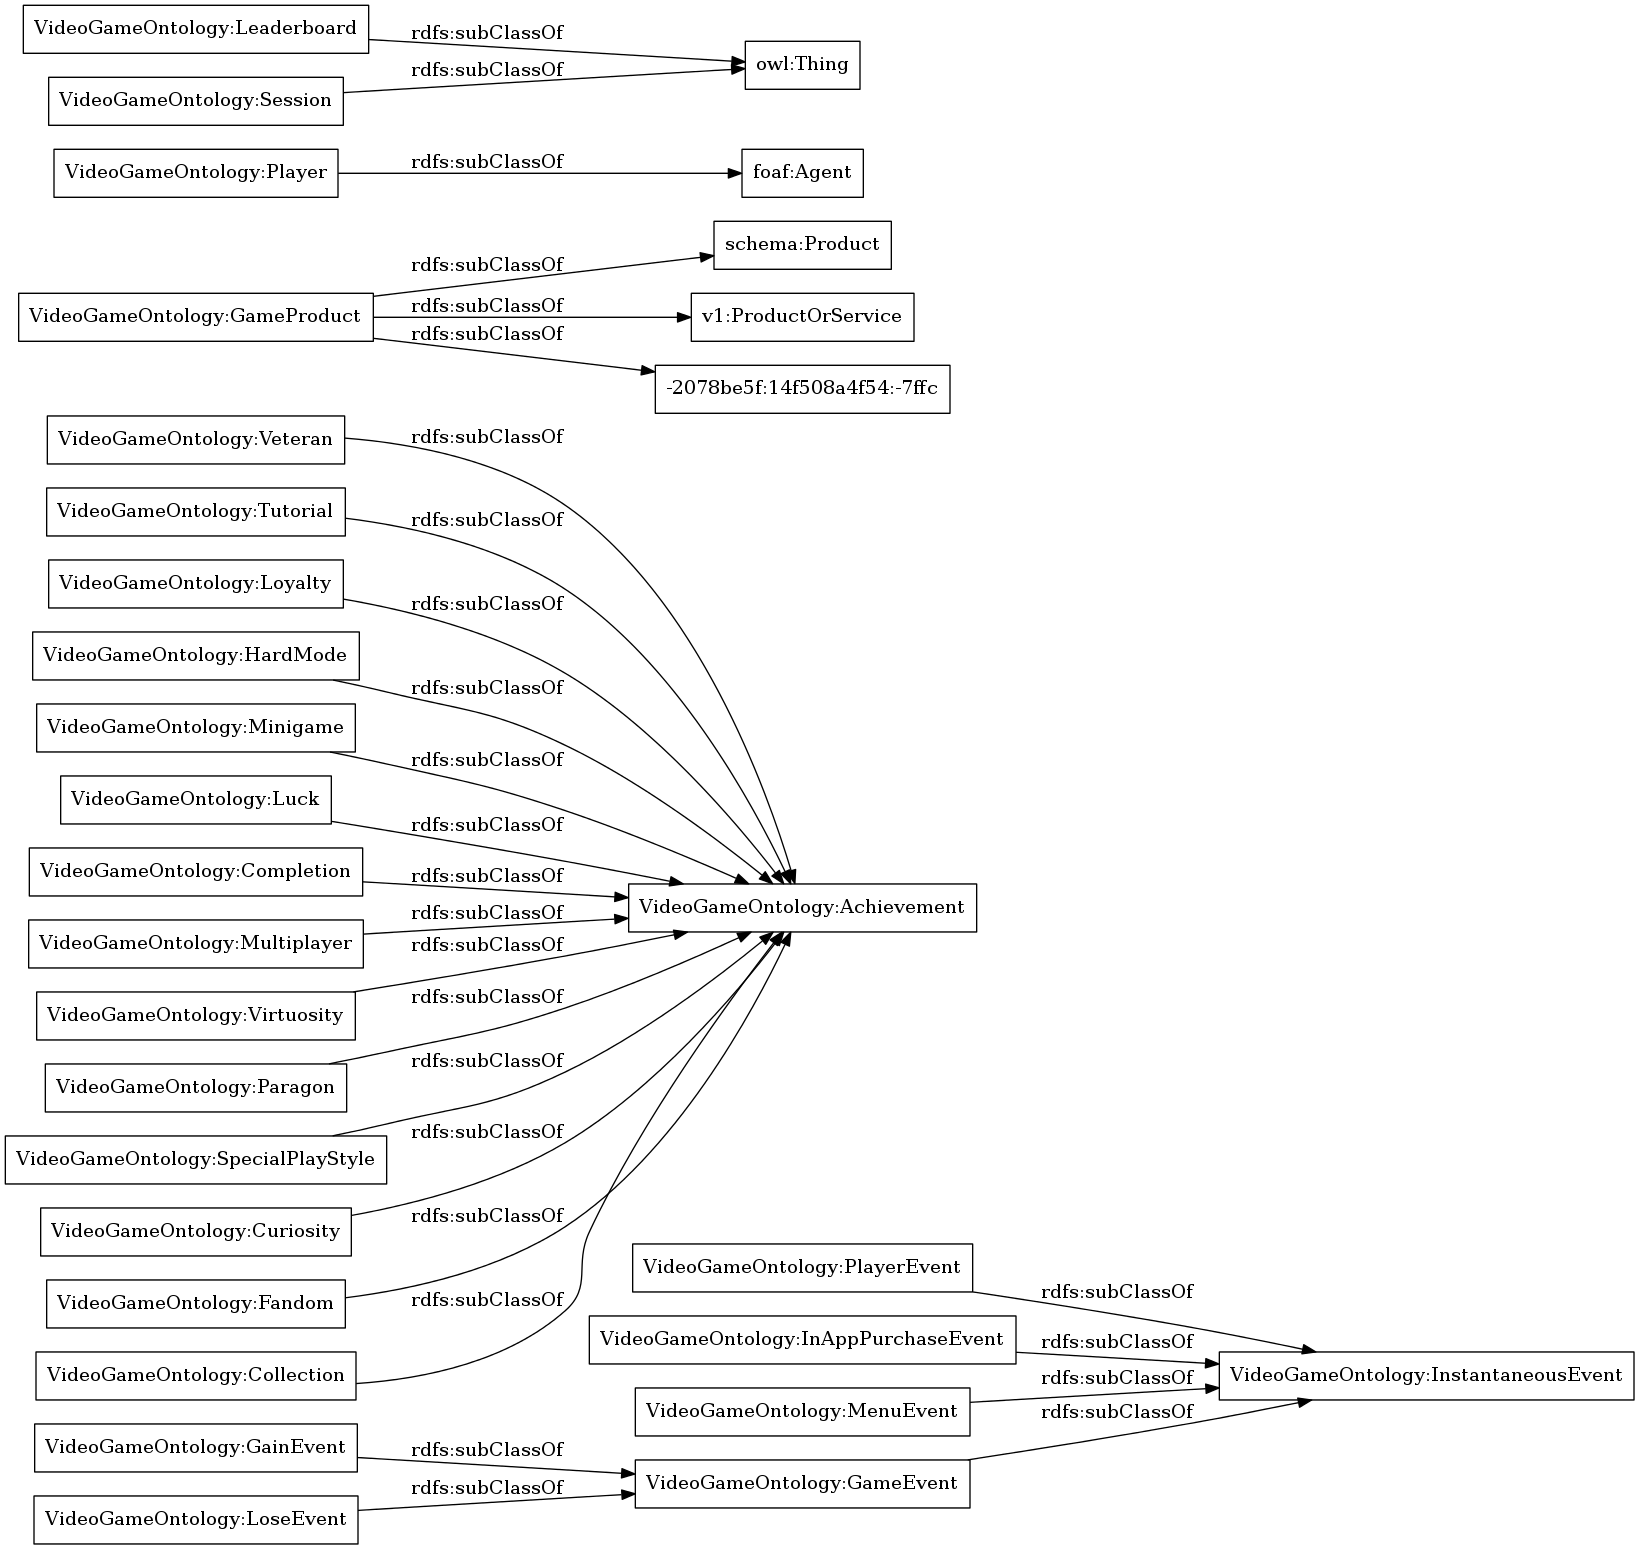 VideoGameOntology:Leaderboard
rdfs:subClassOf
owl:Thing
rdfs:subClassOf
VideoGameOntology:Session
VideoGameOntology:Player
rdfs:subClassOf
foaf:Agent
schema:Product
rdfs:subClassOf
VideoGameOntology:GameProduct
rdfs:subClassOf
v1:ProductOrService
rdfs:subClassOf
-2078be5f:14f508a4f54:-7ffc
VideoGameOntology:Veteran
rdfs:subClassOf
VideoGameOntology:Tutorial
rdfs:subClassOf
VideoGameOntology:Loyalty
rdfs:subClassOf
VideoGameOntology:HardMode
rdfs:subClassOf
VideoGameOntology:Minigame
rdfs:subClassOf
VideoGameOntology:Luck
rdfs:subClassOf
VideoGameOntology:Completion
rdfs:subClassOf
VideoGameOntology:Achievement
VideoGameOntology:Multiplayer
rdfs:subClassOf
rdfs:subClassOf
VideoGameOntology:Virtuosity
rdfs:subClassOf
VideoGameOntology:Paragon
rdfs:subClassOf
VideoGameOntology:SpecialPlayStyle
rdfs:subClassOf
VideoGameOntology:Curiosity
rdfs:subClassOf
VideoGameOntology:Fandom
rdfs:subClassOf
VideoGameOntology:Collection
VideoGameOntology:PlayerEvent
rdfs:subClassOf
VideoGameOntology:InAppPurchaseEvent
rdfs:subClassOf
VideoGameOntology:InstantaneousEvent
rdfs:subClassOf
VideoGameOntology:MenuEvent
rdfs:subClassOf
VideoGameOntology:GainEvent
rdfs:subClassOf
VideoGameOntology:GameEvent
rdfs:subClassOf
VideoGameOntology:LoseEvent